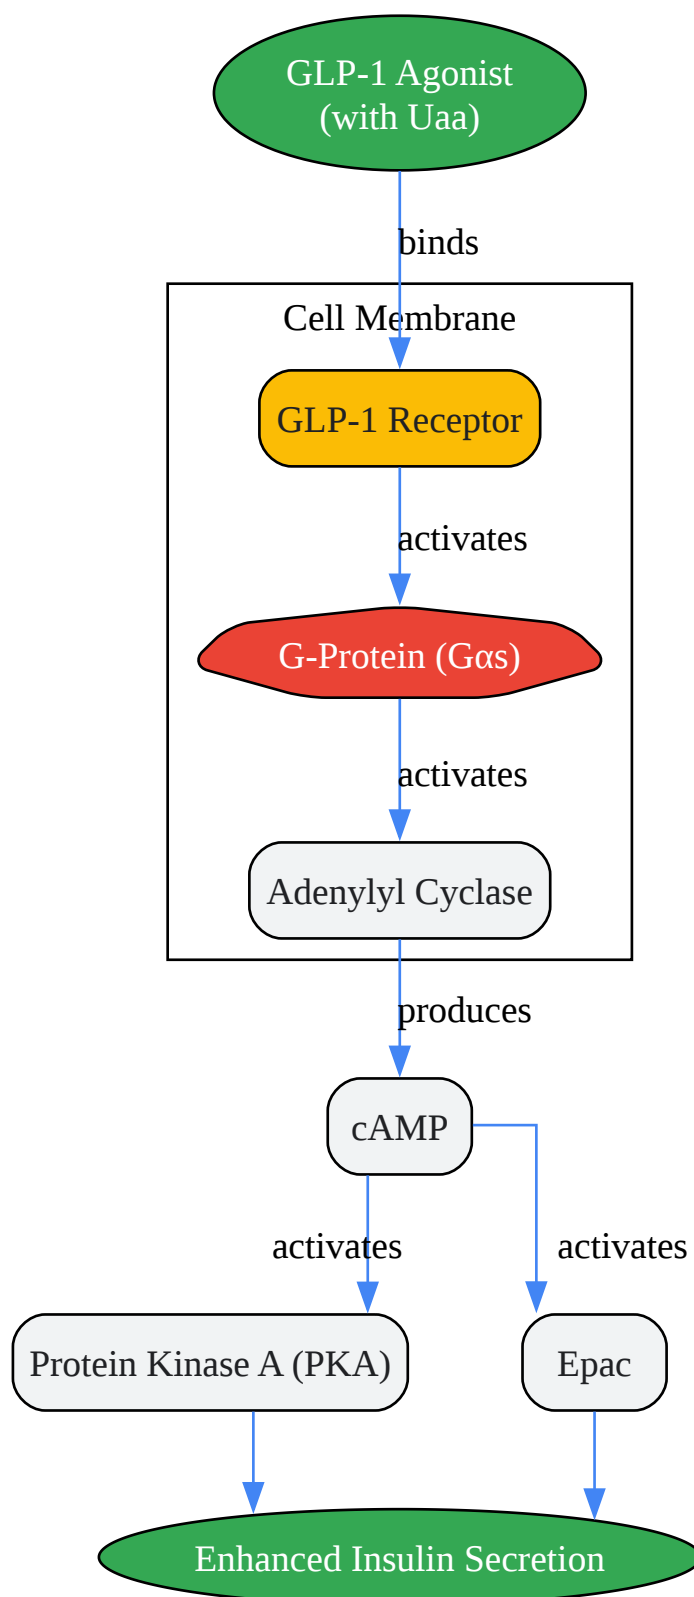 GLP-1 Agonist
(with Uaa)
binds
Cell Membrane
GLP-1 Receptor
activates
G-Protein (Gαs)
activates
Adenylyl Cyclase
produces
cAMP
activates
activates
Protein Kinase A (PKA)
Epac
Enhanced Insulin Secretion